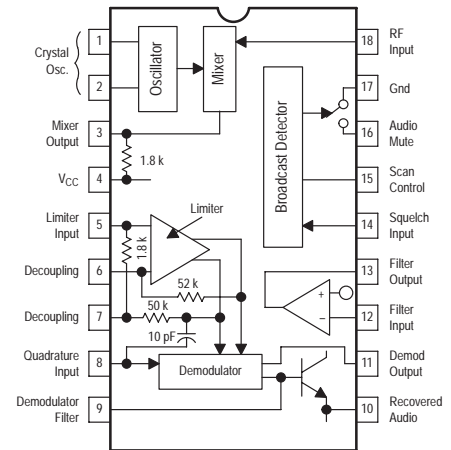 Crystal
Osc.
1
2
Mixer
Output
3
VCC
4
Limiter
Input
5
Decoupling
6
Decoupling
7
Quadrature
Input
8
Demodulator
Filter
9
Oscillator
Mixer
1.8 k
Broadcast Detector
Limiter
1.8 k
52 k
50 k
10 pF
Demodulator
+
–
18
RF
Input
17
Gnd
16
Audio
Mute
15
Scan
Control
14
Squelch
Input
13
Filter
Output
12
Filter
Input
11
Demod
Output
10
Recovered
Audio